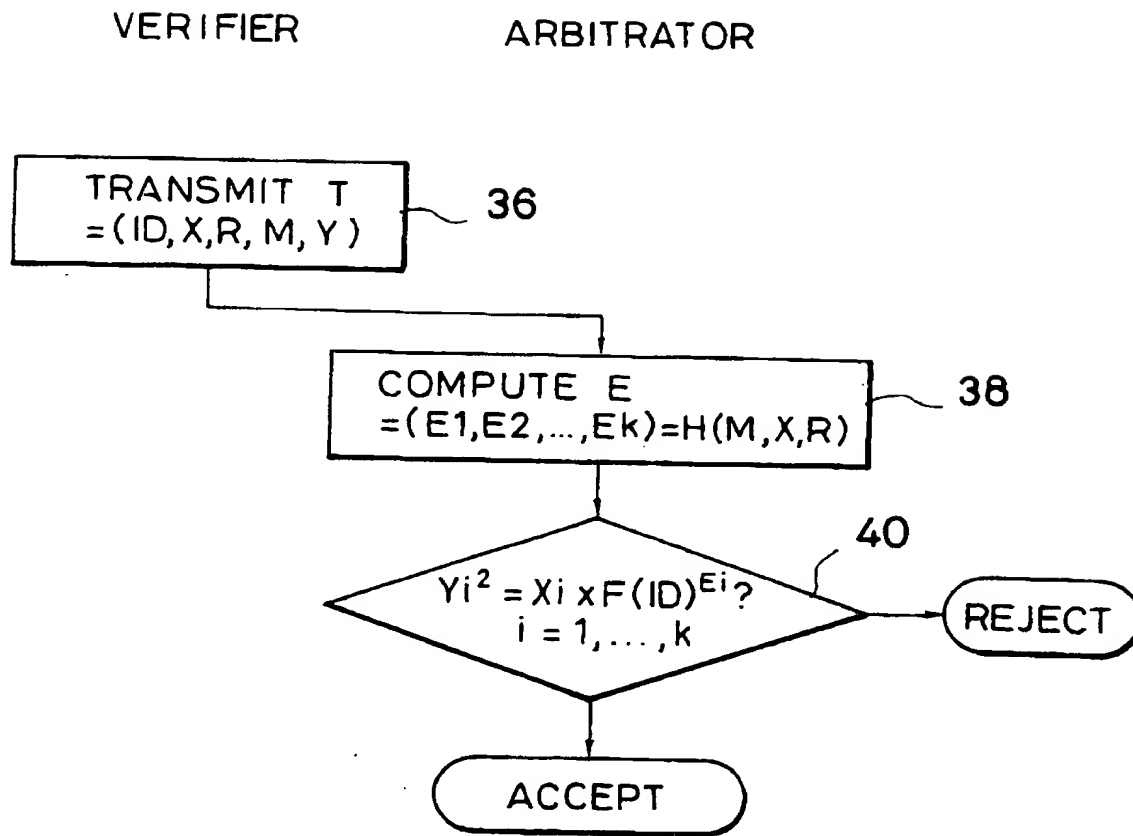 VERIFIER ARBITRATOR
TRANSMIT T
=(ID,X,R,M,Y)
36
COMPUTE E
=(E1,E2,...,Ek)=H(M,X,R)
38
40
Yi² = Xi x F(ID)^Ei?
i = 1,...,k
REJECT
ACCEPT